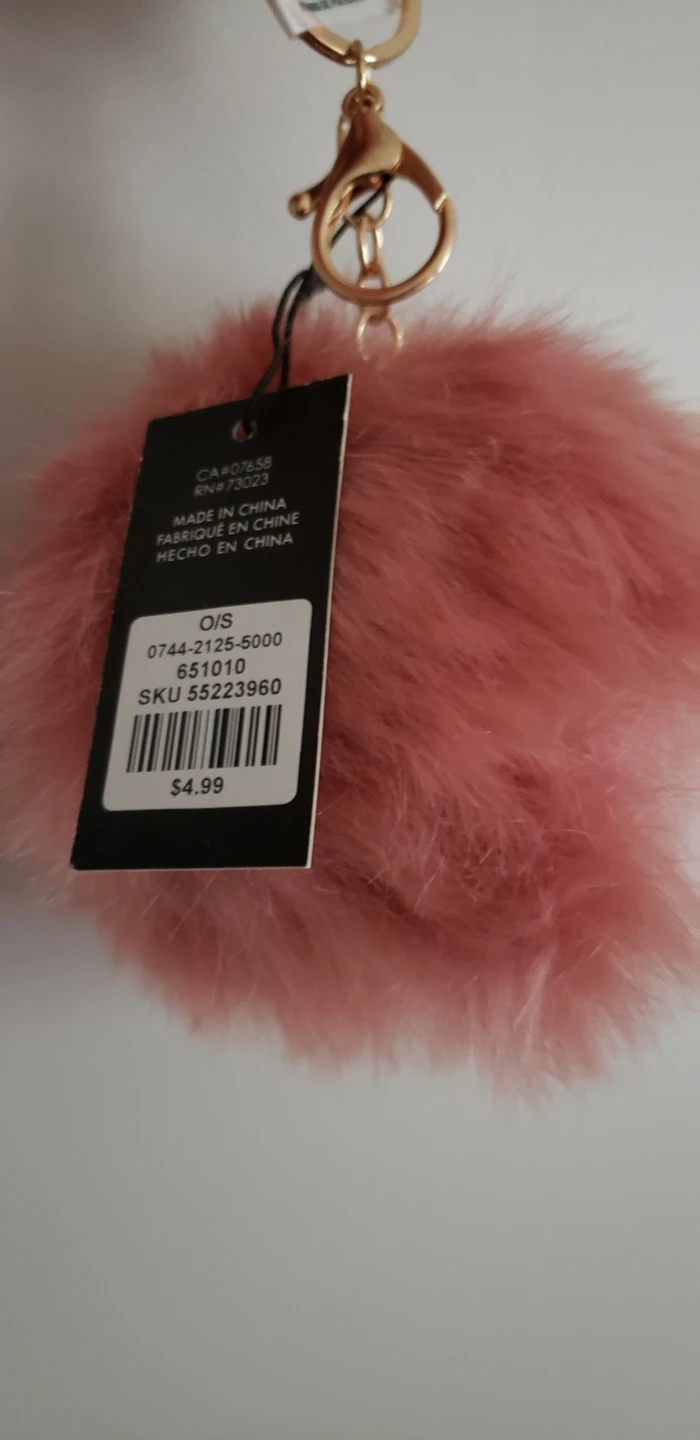 CA#07658
RN#73023
MADE IN CHINA
FABRIQUÉ EN CHINE
HECHO EN CHINA
O/S
0744-2125-5000
651010
SKU 55223960
$4.99